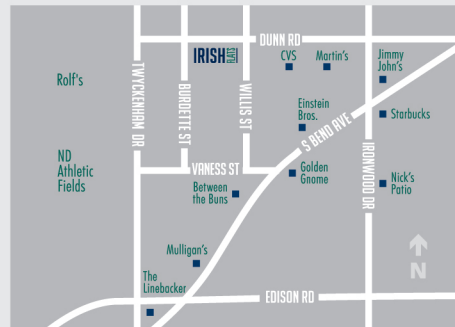 DUNN RD
IRISH
FLATS
CVS
Martin's
Jimmy
John's
Rolf's
TWYCKENHAM DR
BURDETTE ST
WILLIS ST
Einstein
Bros.
S BEND AVE
Starbucks
IRONWOOD DR
ND
Athletic
Fields
VANESS ST
Golden
Gnome
Nick's
Patio
Between
the Buns
Mulligan's
N
The
Linebacker
EDISON RD